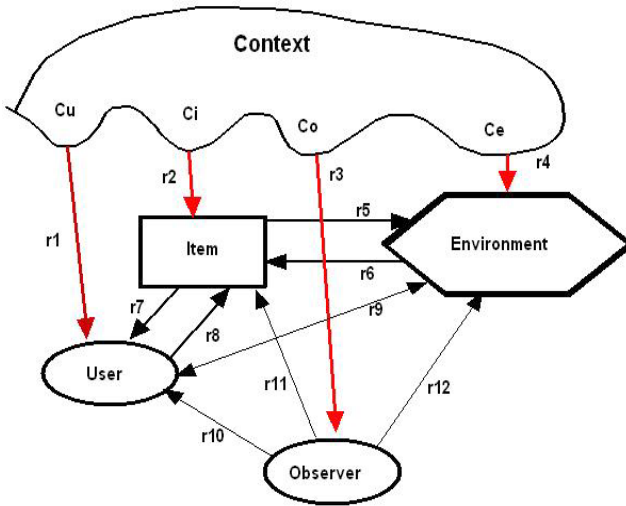 Context
Cu
Ci
Co
Ce
r2
r3
r4
r1
r5
Item
Environment
r6
r7
r8
r9
User
r11
r12
r10
Observer